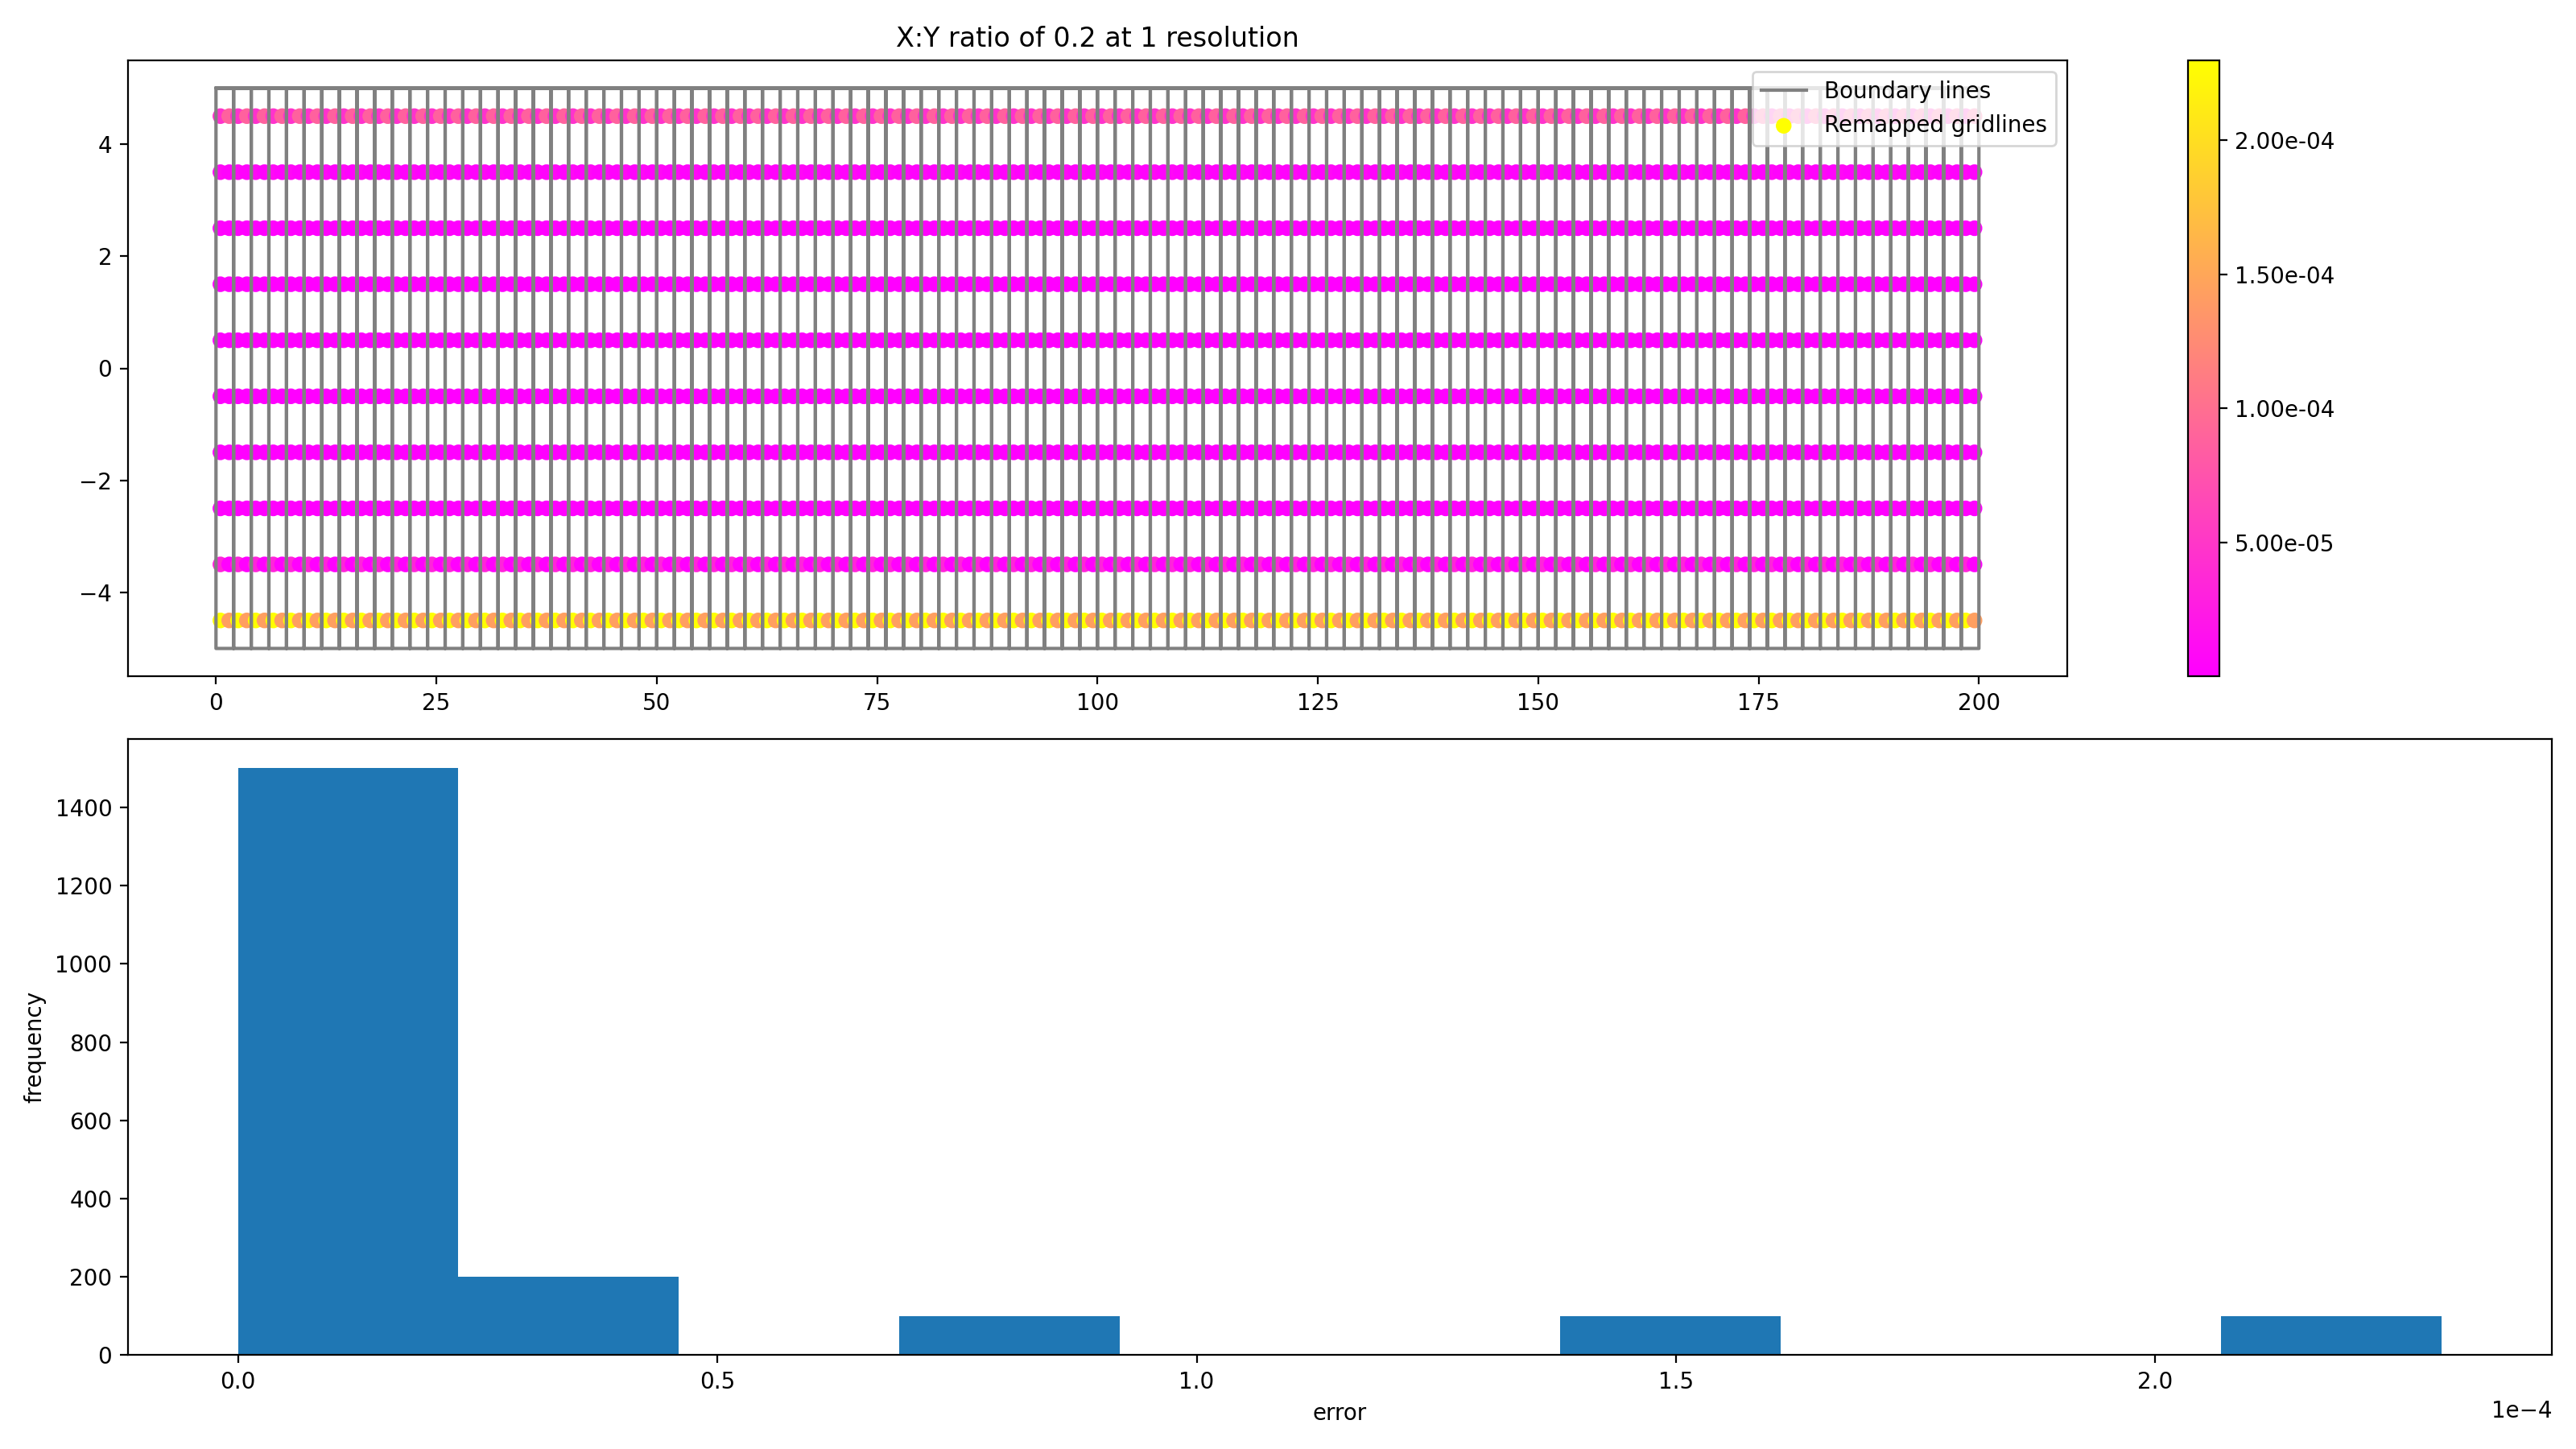 X:Y ratio of 0.2 at 1 resolution
Boundary lines
Remapped gridlines
4
2
0
−2
−4
0 25 50 75 100 125 150 175 200
2.00e-04
1.50e-04
1.00e-04
5.00e-05
1400
1200
1000
800
600
400
200
0
frequency
0.0 0.5 1.0 1.5 2.0
error
1e−4